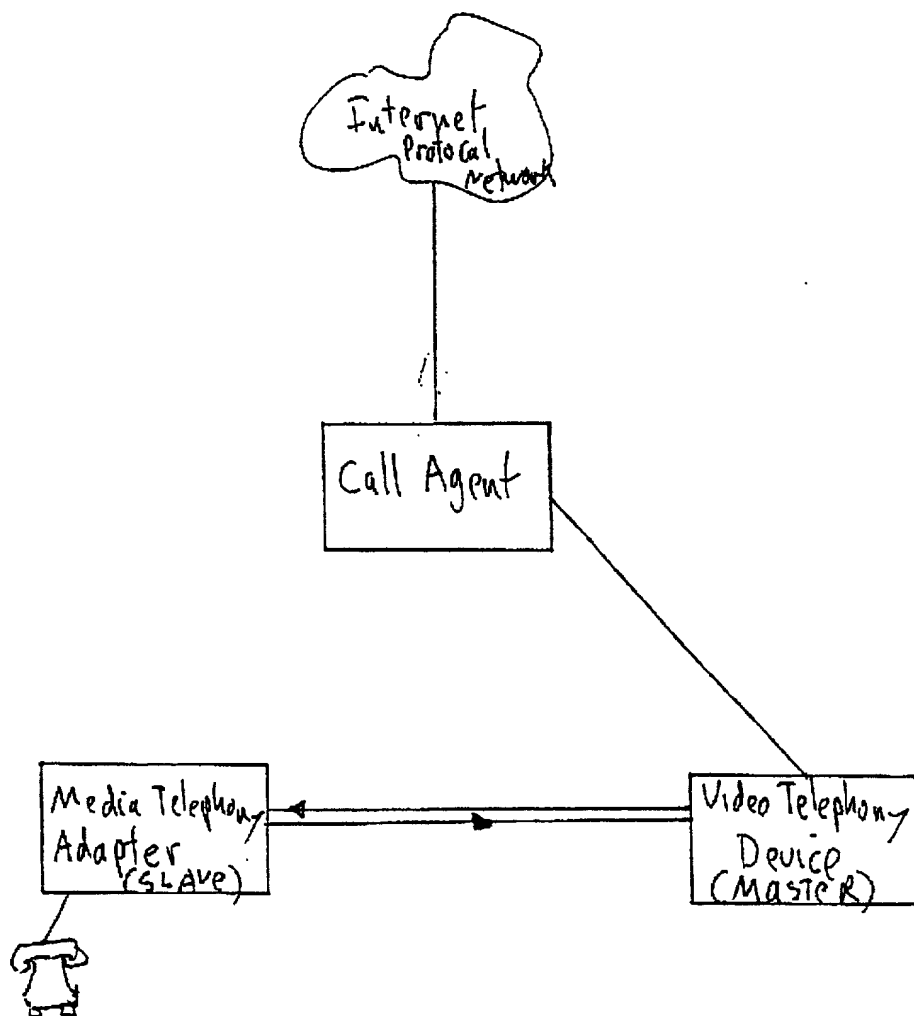 Internet
Protocal
Network
Call Agent
Media Telephony
Adapter
(SLAVE)
Video Telephony
Device
(MASTER)